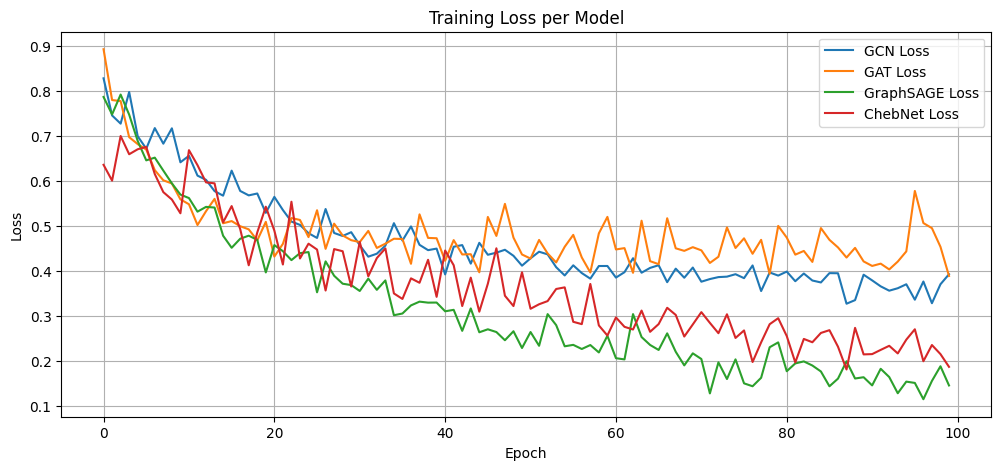 Training Loss per Model
GCN Loss
GAT Loss
GraphSAGE Loss
ChebNet Loss
Loss
0.9
0.8
0.7
0.6
0.5
0.4
0.3
0.2
0.1
0 20 40 60 80 100
Epoch